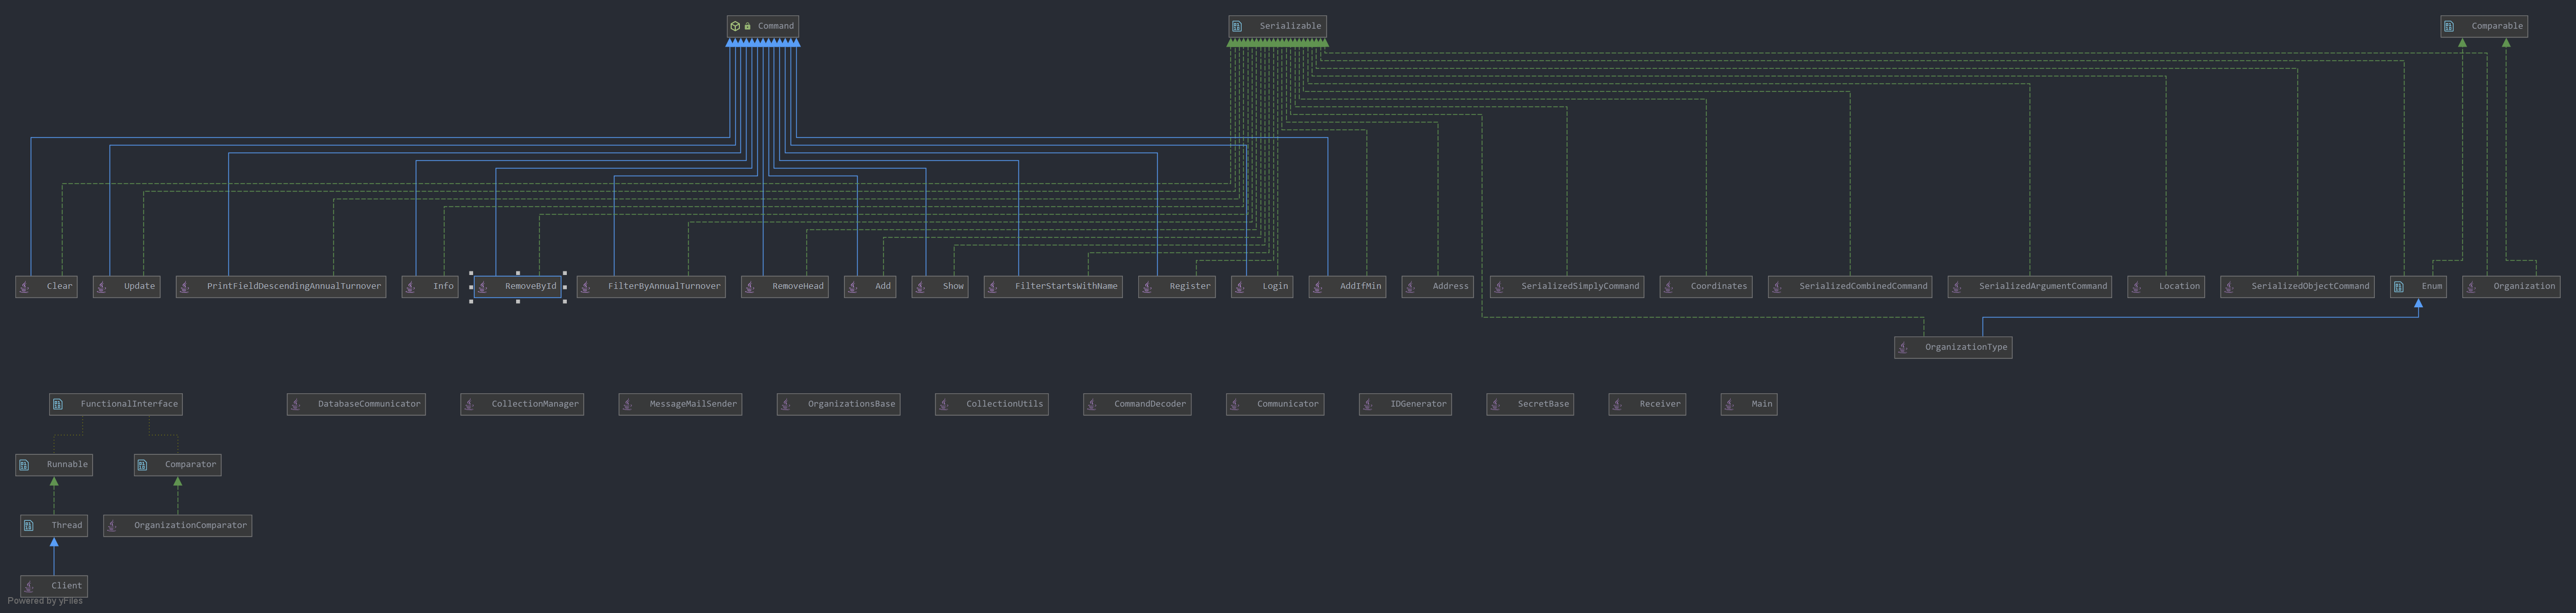 Command
Serializable
Comparable
Clear
Update
PrintFieldDescendingAnnualTurnover
Info
RemoveById
FilterByAnnualTurnover
RemoveHead
Add
Show
FilterStartsWithName
Register
Login
AddIfMin
Address
SerializedSimplyCommand
Coordinates
SerializedCombinedCommand
SerializedArgumentCommand
Location
SerializedObjectCommand
Enum
Organization
OrganizationType
FunctionalInterface
DatabaseCommunicator
CollectionManager
MessageMailSender
OrganizationsBase
CollectionUtils
CommandDecoder
Communicator
IDGenerator
SecretBase
Receiver
Main
Runnable
Comparator
Thread
OrganizationComparator
Client
Powered by yFiles